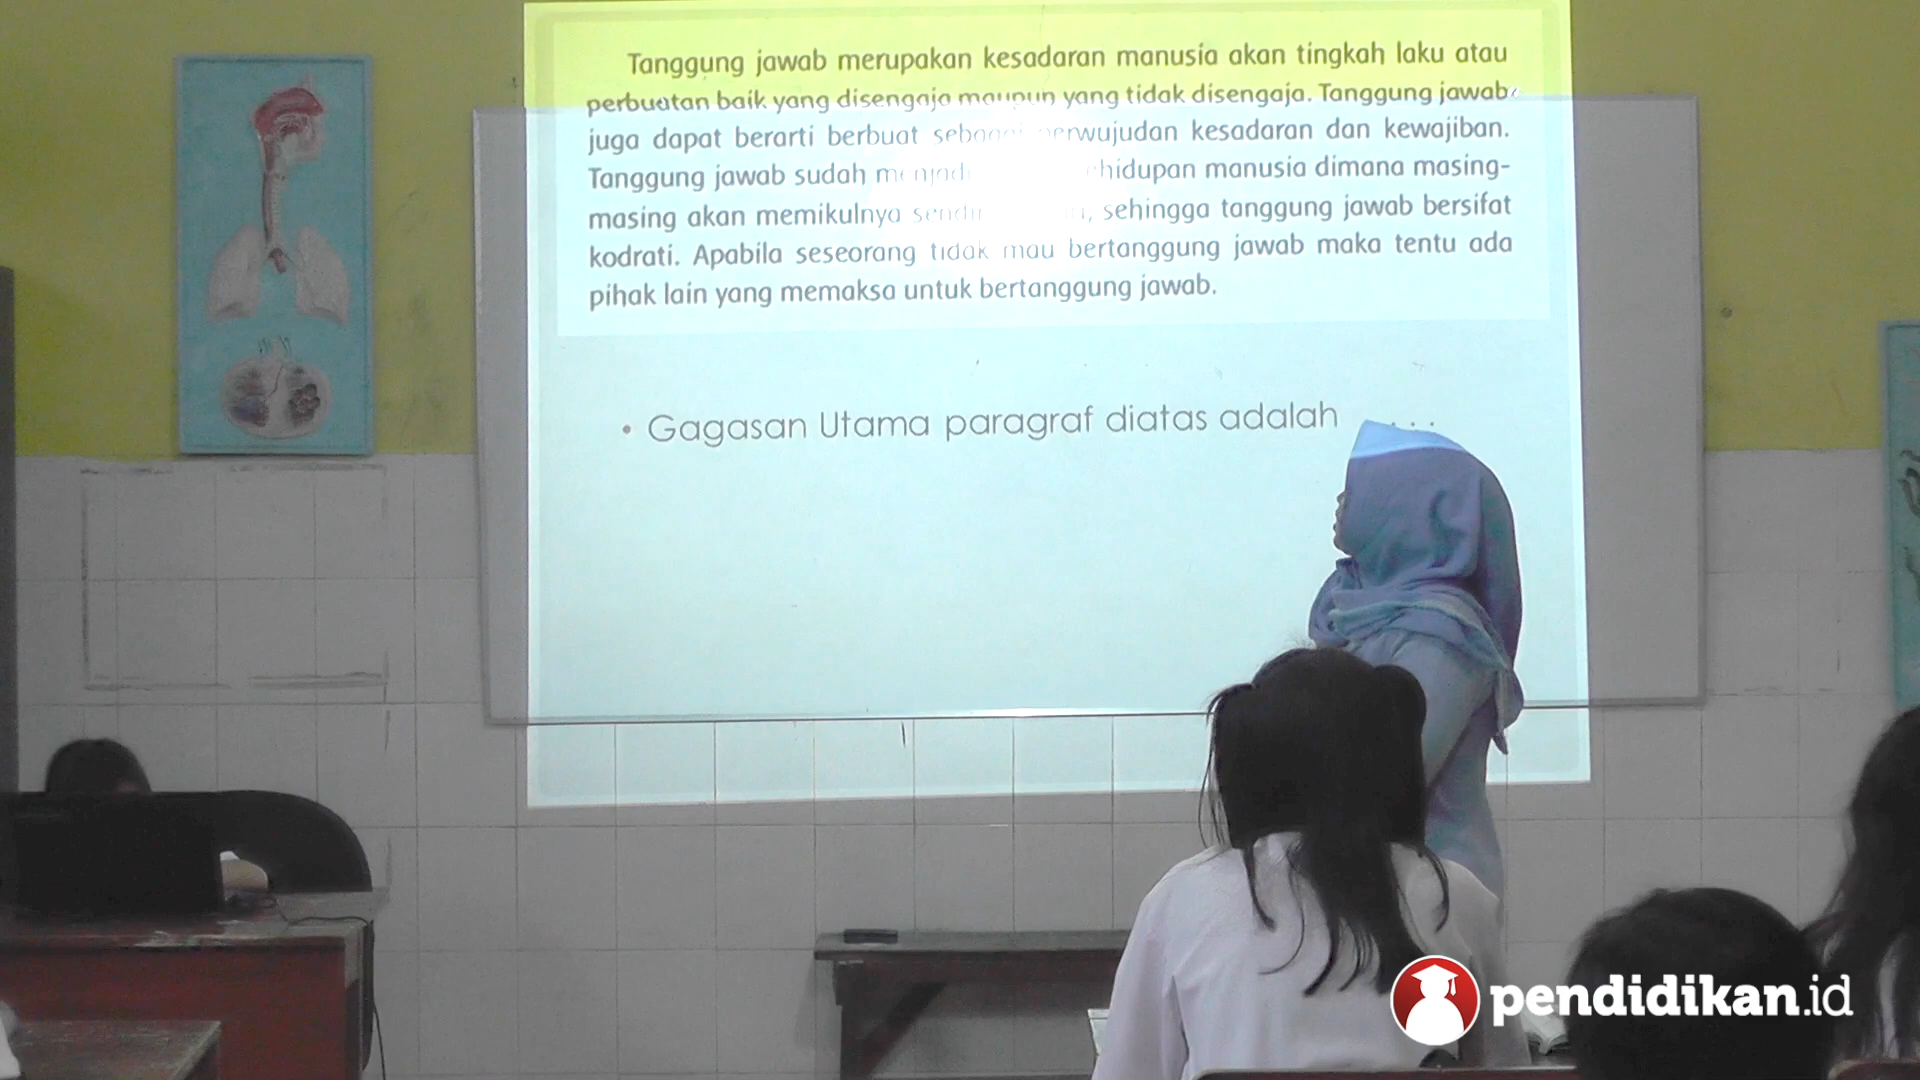 Tanggung jawab merupakan kesadaran manusia akan tingkah laku atau
perbuatan baik yang disengaja maupun yang tidak disengaja. Tanggung jawab
juga dapat berarti berbuat sebagai perwujudan kesadaran dan kewajiban.
Tanggung jawab sudah menjadi manusia dimana masing-
masing akan memikulnya sehingga tanggung jawab bersifat
kodrati. Apabila seseorang tidak mau bertanggung jawab maka tentu ada
pihak lain yang memaksa untuk bertanggung jawab.
• Gagasan Utama paragraf diatas adalah ...
pendidikan.id